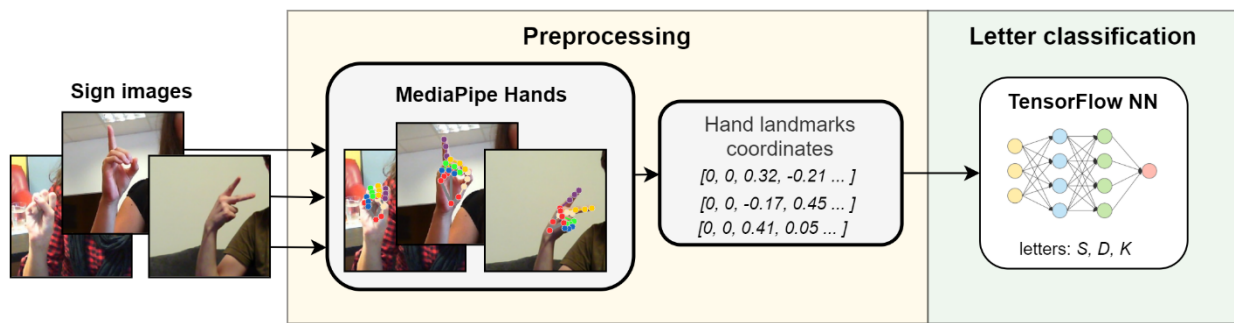 Preprocessing
Letter classification
Sign images
MediaPipe Hands
Hand landmarks
coordinates
[0, 0, 0.32, -0.21 ... ]
[0, 0, -0.17, 0.45 ... ]
[0, 0, 0.41, 0.05 ... ]
TensorFlow NN
letters: S, D, K